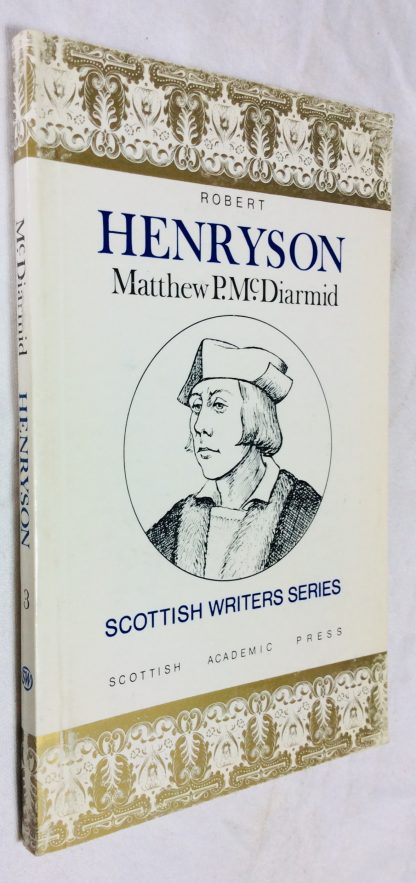 ROBERT
HENRYSON
Matthew P. McDiarmid
SCOTTISH WRITERS SERIES
SCOTTISH ACADEMIC PRESS
McDiarmid HENRYSON 3